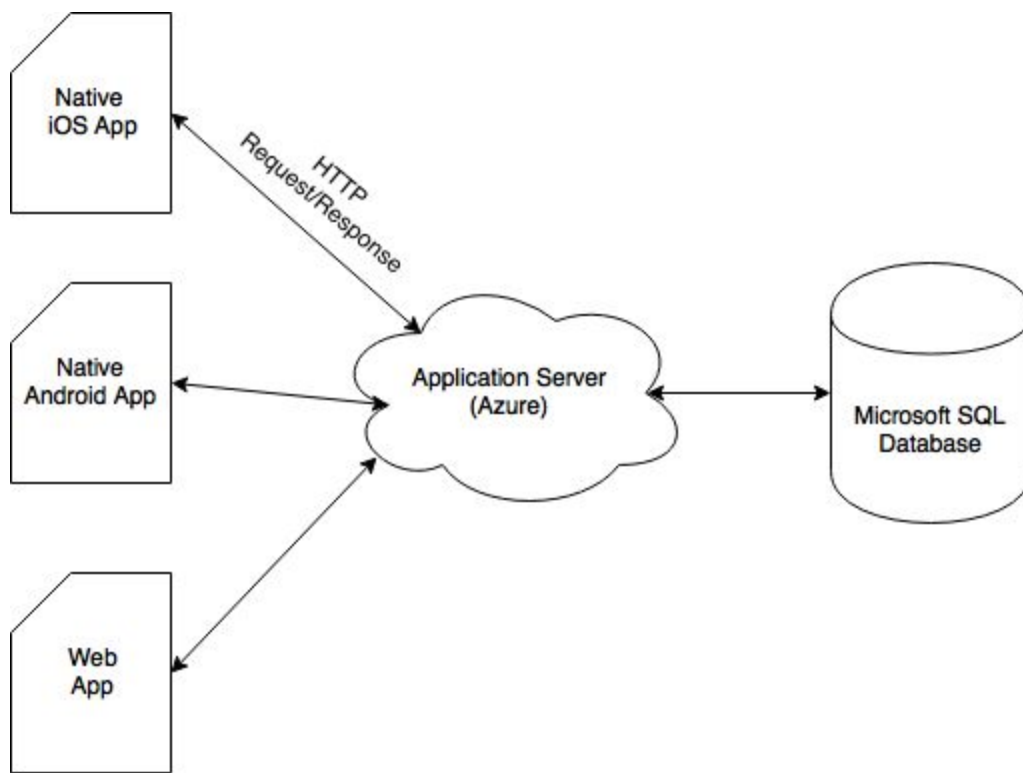 Native
iOS App
HTTP
Request/Response
Native
Android App
Application Server
(Azure)
Microsoft SQL
Database
Web
App